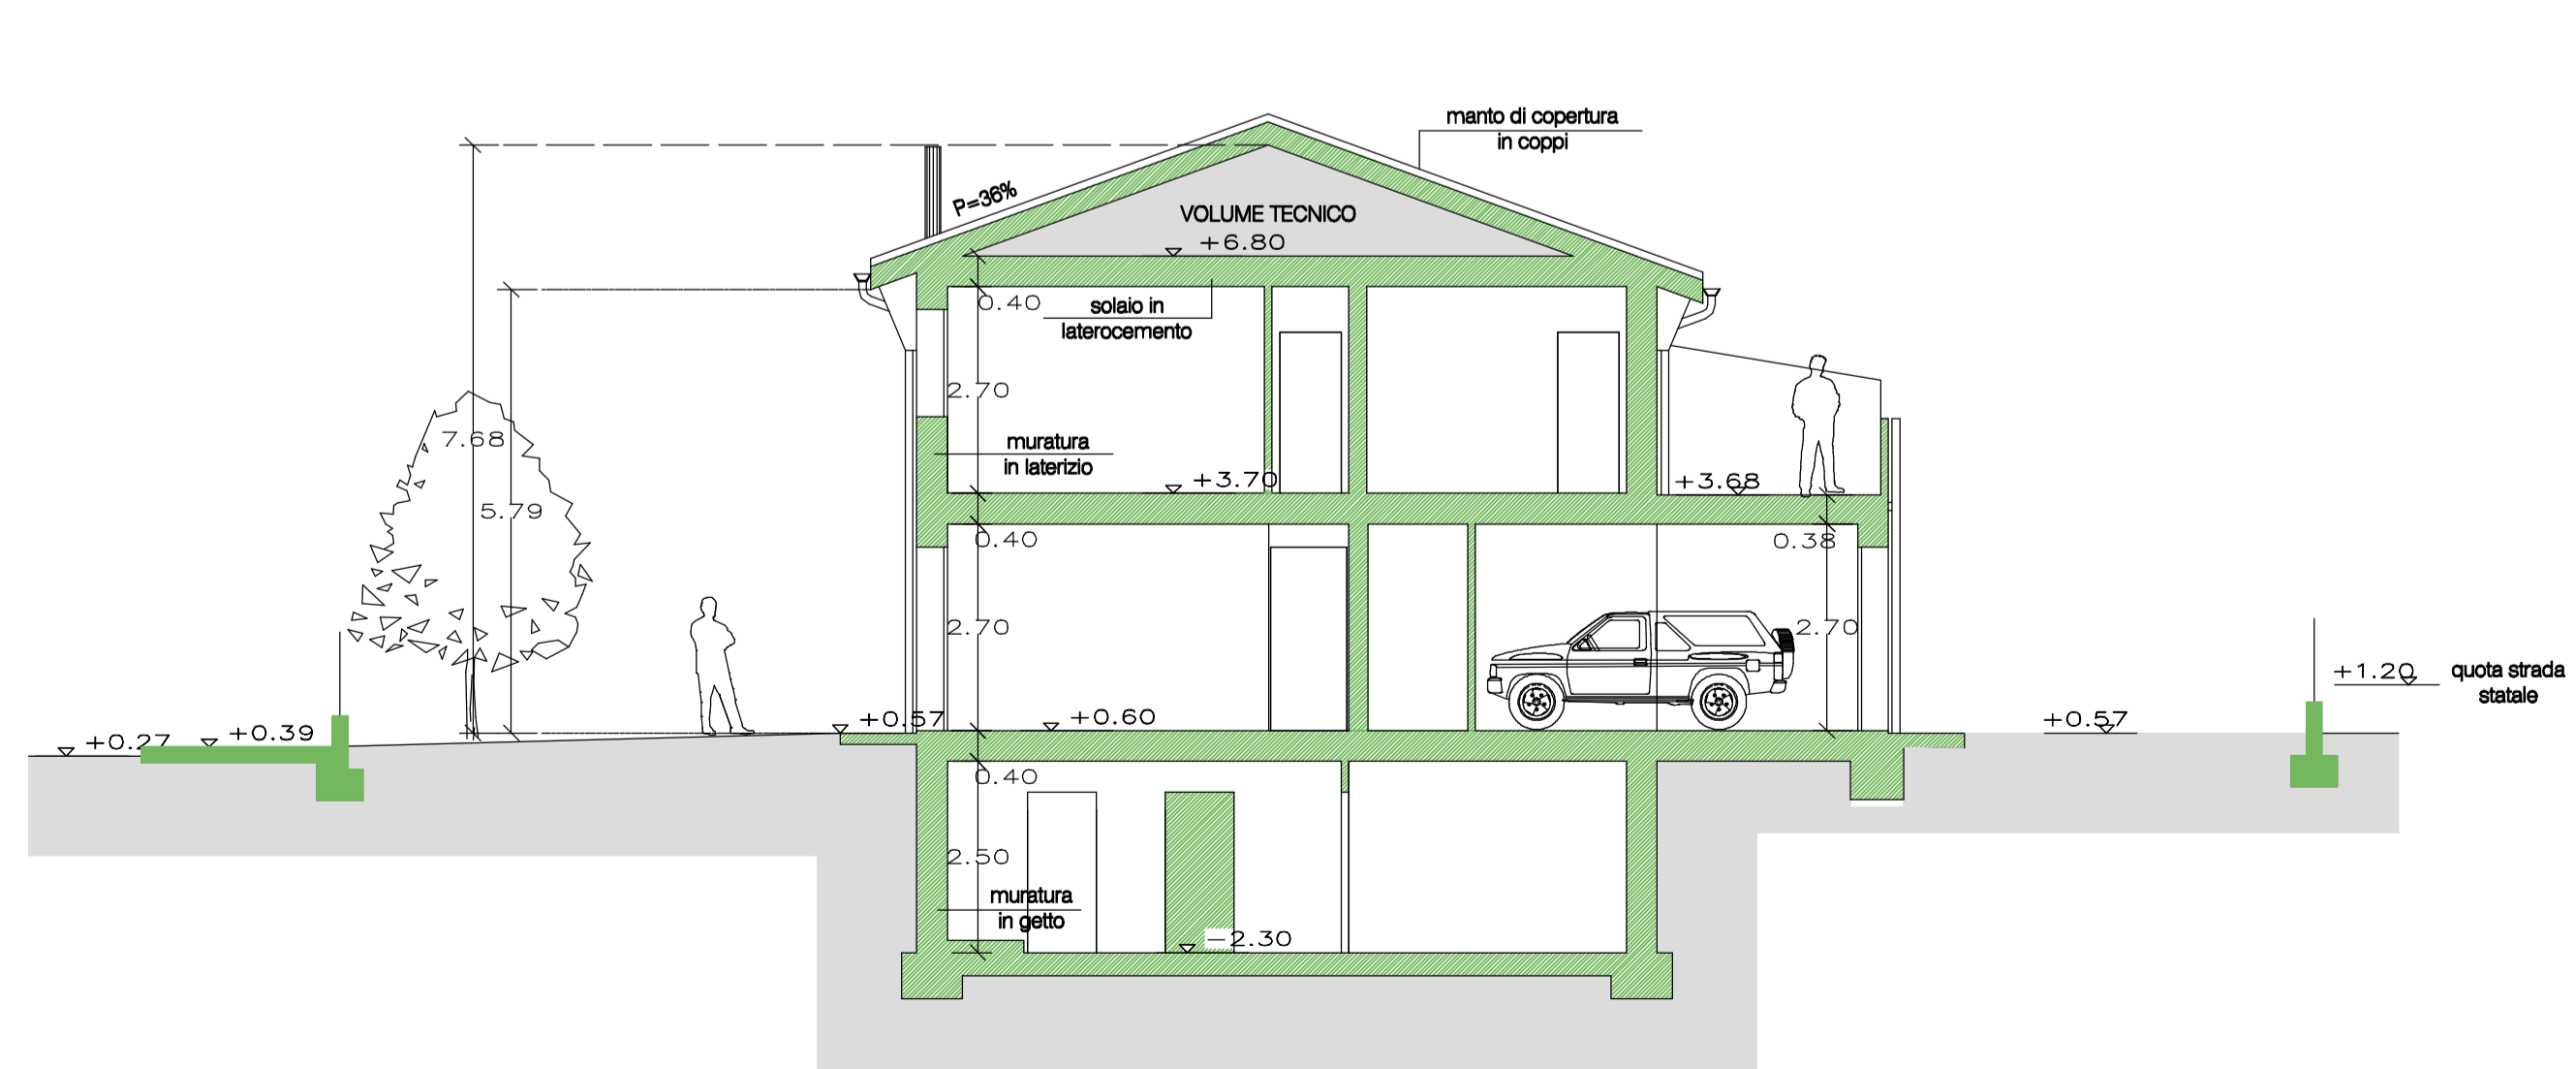 manto di copertura
in coppi
P=36%
VOLUME TECNICO
+6.80
0.40
solaio in
laterocemento
2.70
7.68
muratura
in laterizio
+3.70
+3.68
5.79
0.40
0.38
2.70
2.70
+1.20
quota strada
statale
+0.27
+0.39
+0.57
+0.60
+0.57
0.40
2.50
muratura
in getto
-2.30